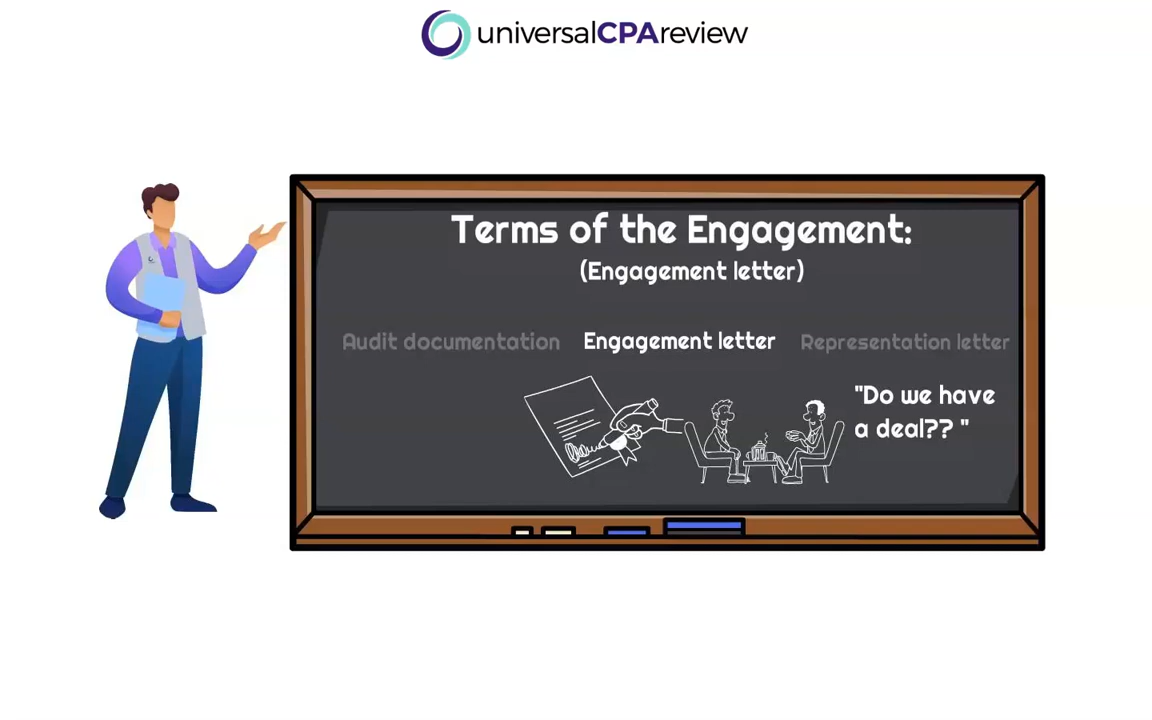 universalCPAreview
Terms of the Engagement:
(Engagement letter)
Audit documentation Engagement letter Representation letter
"Do we have
a deal?? "